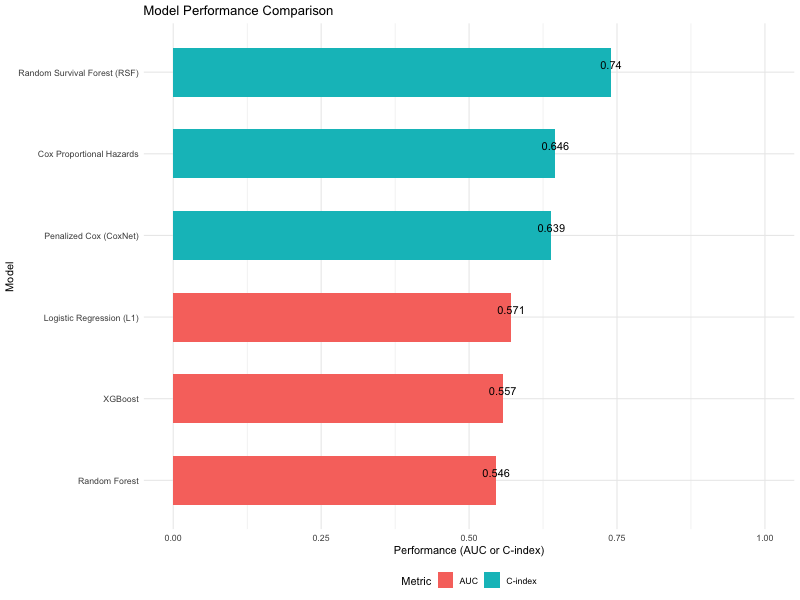 Model Performance Comparison
Model
Random Survival Forest (RSF)
0.74
Cox Proportional Hazards
0.646
Penalized Cox (CoxNet)
0.639
Logistic Regression (L1)
0.571
XGBoost
0.557
Random Forest
0.546
0.00 0.25 0.50 0.75 1.00
Performance (AUC or C-index)
Metric AUC C-index